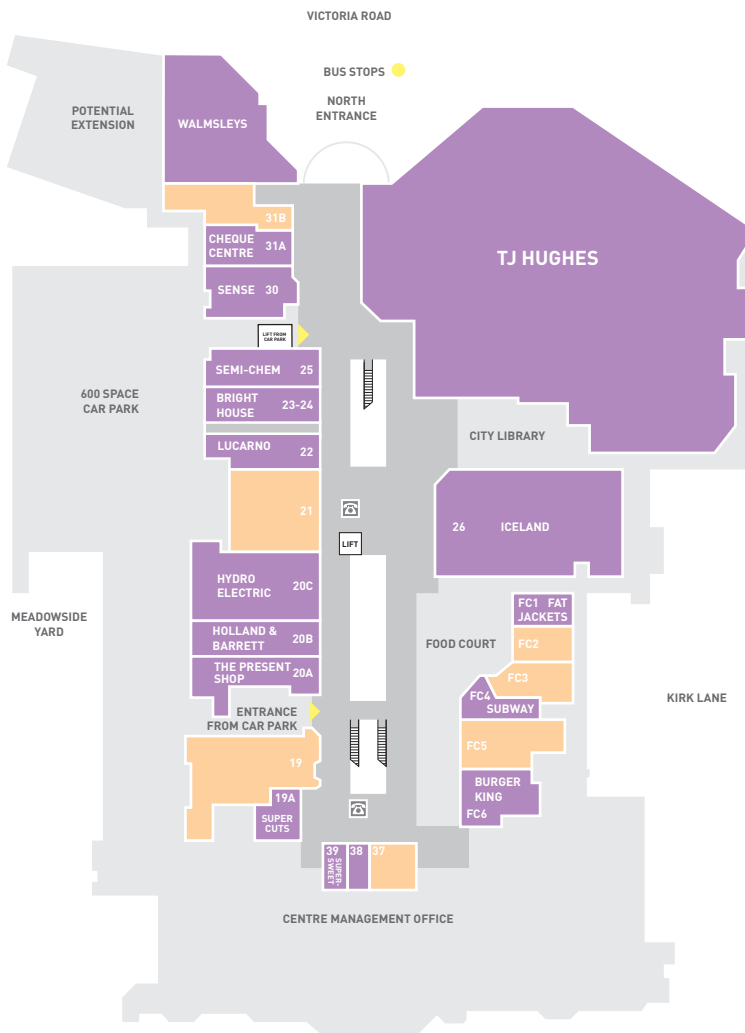 VICTORIA ROAD
BUS STOPS
NORTH
ENTRANCE
POTENTIAL
EXTENSION
WALMSLEYS
31B
CHEQUE
CENTRE 31A
SENSE 30
TJ HUGHES
LIFT FROM
CAR PARK
SEMI-CHEM 25
600 SPACE
CAR PARK
BRIGHT
HOUSE 23-24
LUCARNO 22
CITY LIBRARY
21
26 ICELAND
LIFT
HYDRO
ELECTRIC 20C
MEADOWSIDE
YARD
HOLLAND &
BARRETT 20B
THE PRESENT
SHOP 20A
FC1 FAT
JACKETS
FOOD COURT
FC2
FC3
FC4
SUBWAY
KIRK LANE
ENTRANCE
FROM CAR PARK
FC5
19
19A
SUPER
CUTS
BURGER
KING
FC6
39
SUPER-
SWEET
38
37
CENTRE MANAGEMENT OFFICE